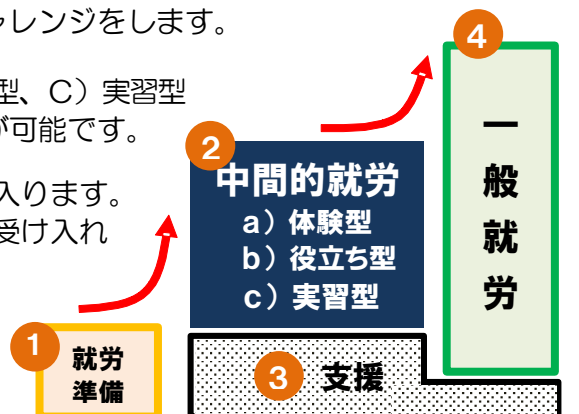 ャレンジをします。
型、C）実習型
が可能です。
入ります。
受け入れ
1
就労
準備
2
中間的就労
a）体験型
b）役立ち型
c）実習型
3 支援
4
一般就労